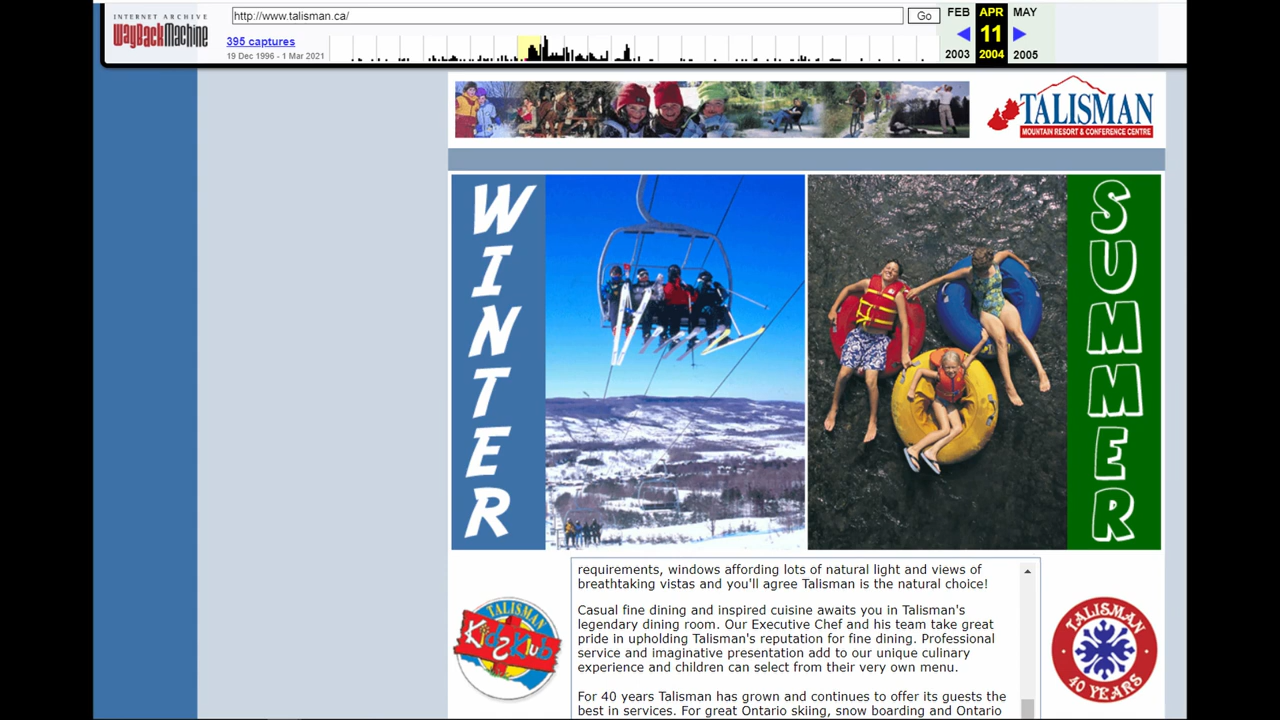 INTERNET ARCHIVE
WayBackMachine
http://www.talisman.ca/
Go
FEB
APR
MAY
395 captures
11
19 Dec 1996 - 1 Mar 2021
2003
2004
2005
TALISMAN
MOUNTAIN RESORT & CONFERENCE CENTRE
WINTER
SUMMER
requirements, windows affording lots of natural light and views of
breathtaking vistas and you'll agree Talisman is the natural choice!
Casual fine dining and inspired cuisine awaits you in Talisman's
legendary dining room. Our Executive Chef and his team take great
pride in upholding Talisman's reputation for fine dining. Professional
service and imaginative presentation add to our unique culinary
experience and children can select from their very own menu.
For 40 years Talisman has grown and continues to offer its guests the
best in services. For great Ontario skiing, snow boarding and Ontario
TALISMAN
Kidz Klub
TALISMAN
40 YEARS